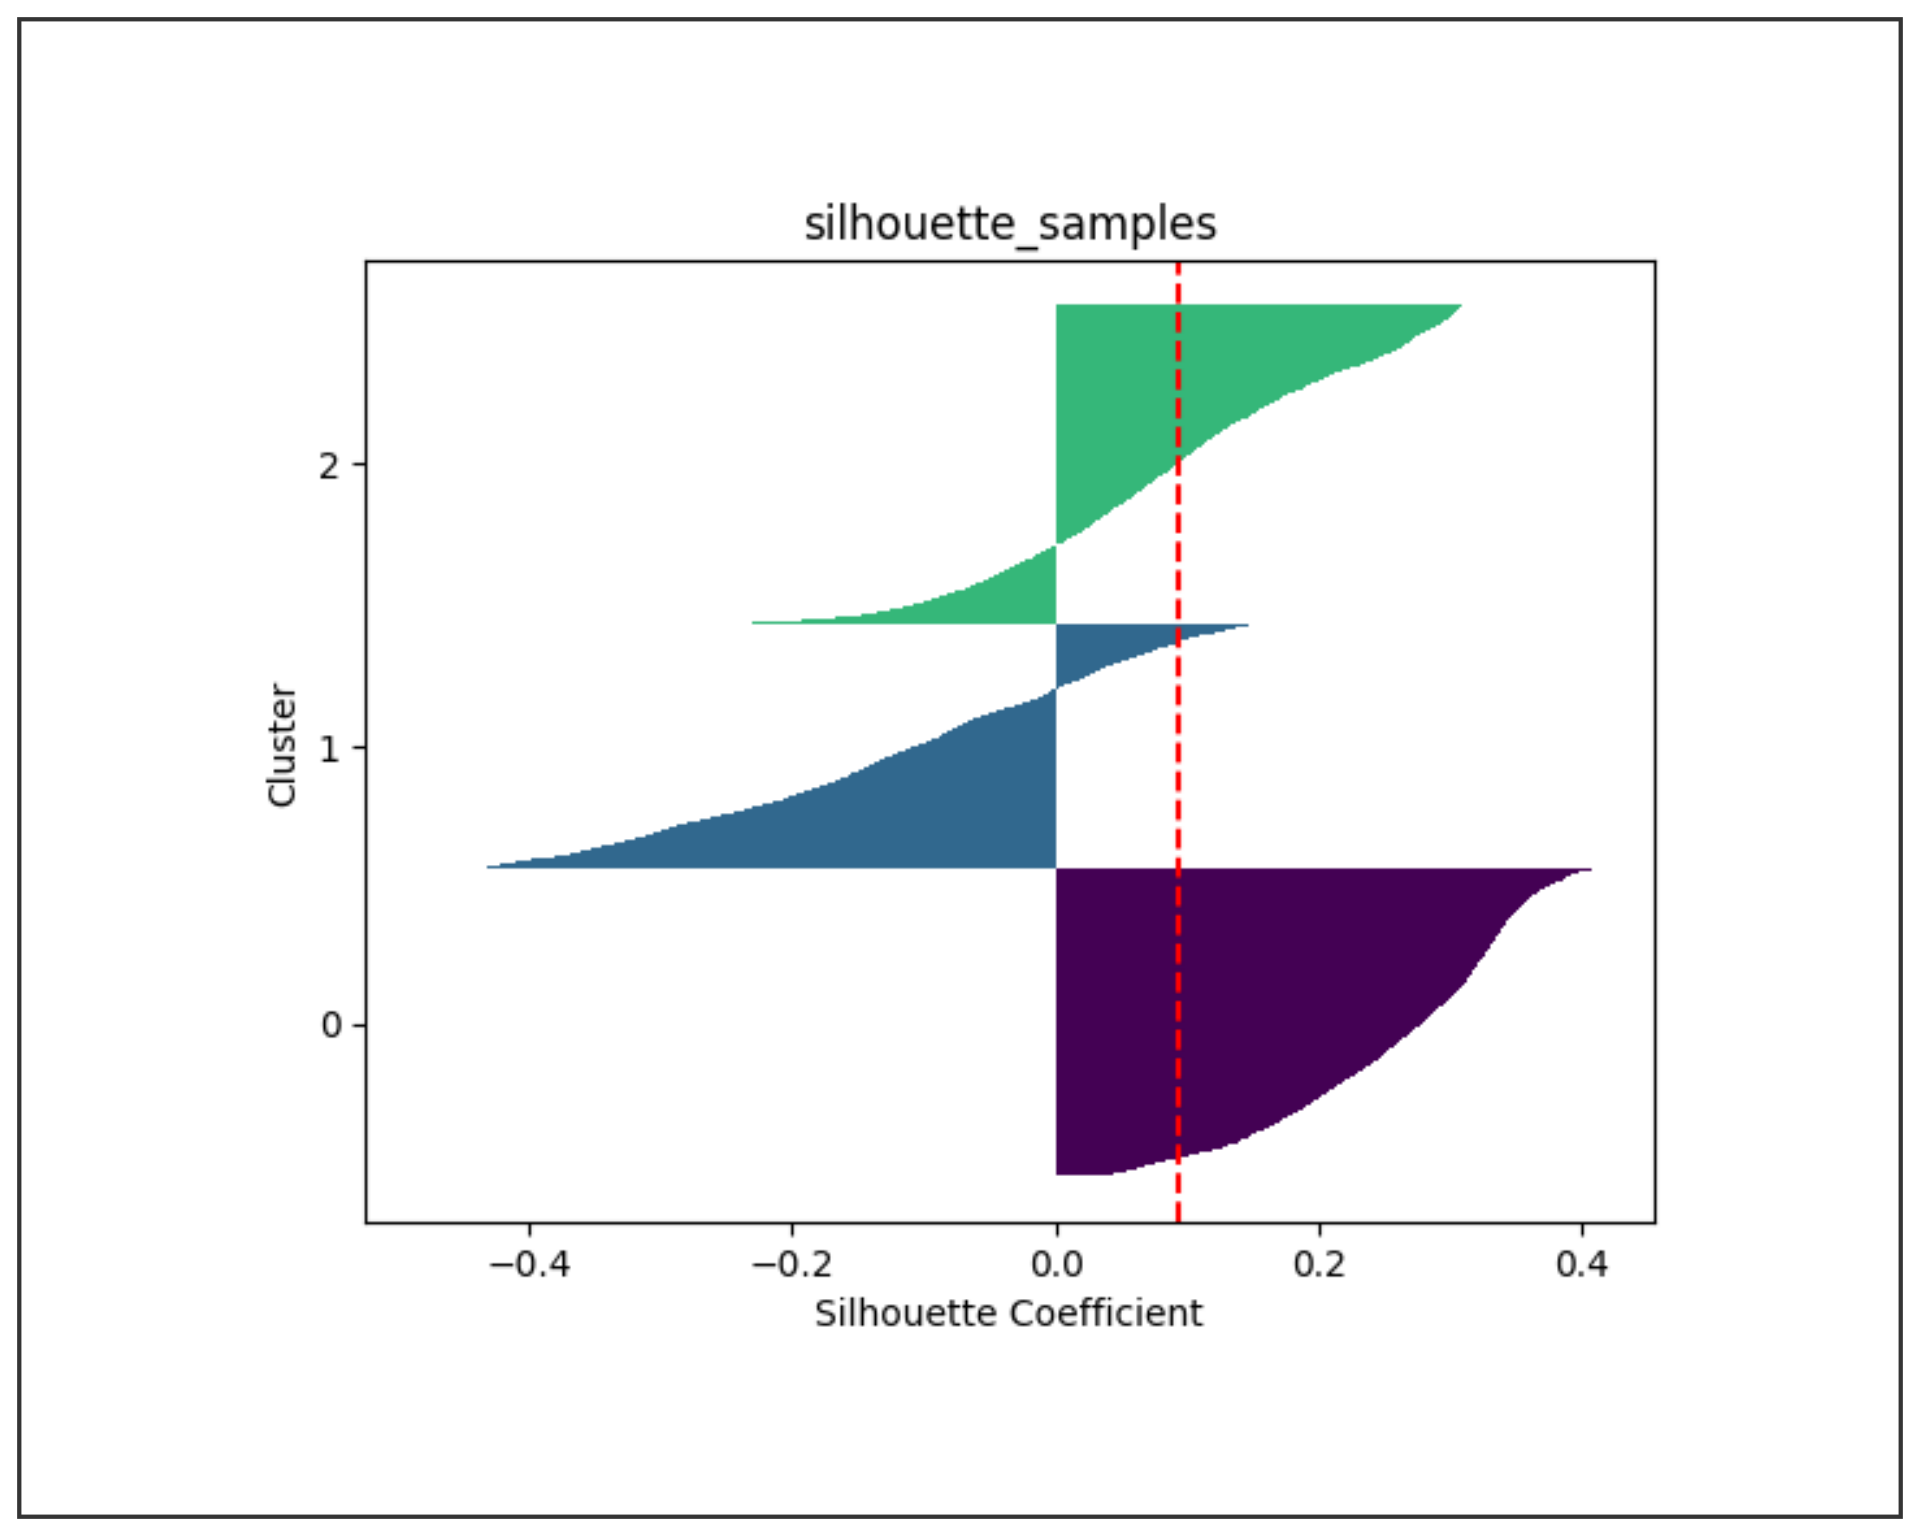 silhouette_samples
2
1
0
Cluster
−0.4 −0.2 0.0 0.2 0.4
Silhouette Coefficient